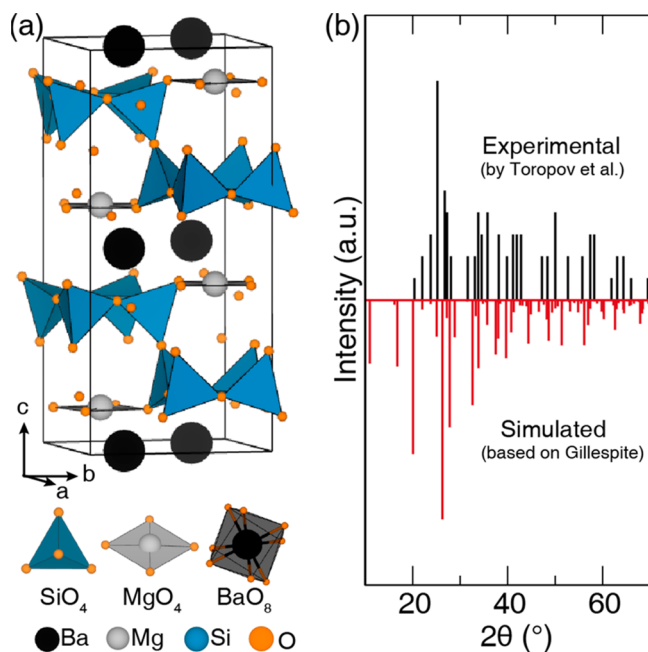 (a)
c
b
a
SiO4
MgO4
BaO8
Ba
Mg
Si
O
(b)
Intensity (a.u.)
Experimental
(by Toropov et al.)
Simulated
(based on Gillespite)
20
40
60
2θ (°)